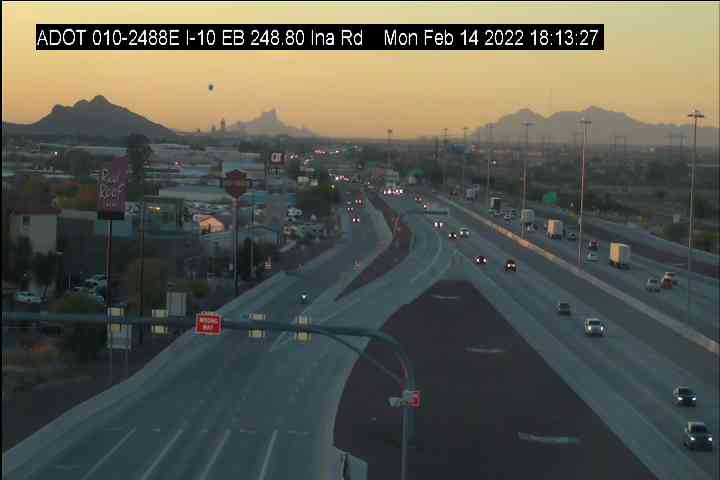 ADOT 010-2488E I-10 EB 248.80 Ina Rd Mon Feb 14 2022 18:13:27
Red
Roof
Inn
WRONG
WAY